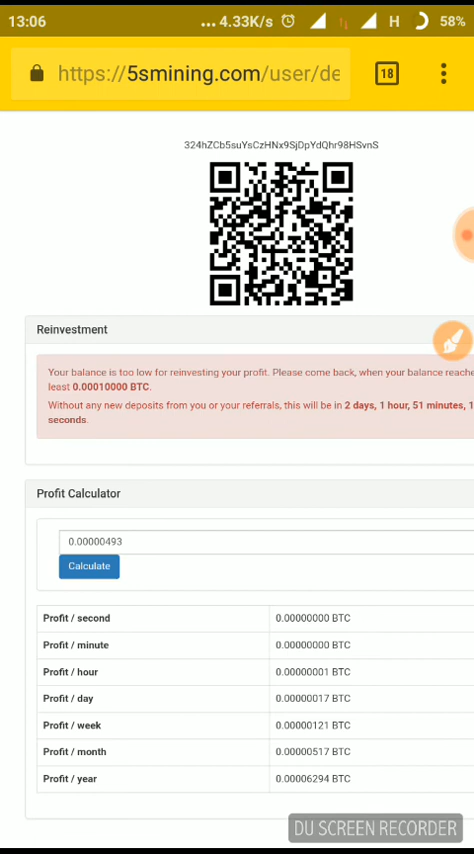 13:06 ... 4.33K/s H 58%
https://5smining.com/user/de 18
324hZCb5suYsCzHNx9SjDpYdQhr98HSvnS
Reinvestment
Your balance is too low for reinvesting your profit. Please come back, when your balance reache
least 0.00010000 BTC.
Without any new deposits from you or your referrals, this will be in 2 days, 1 hour, 51 minutes, 1
seconds.
Profit Calculator
0.00000493
Calculate
Profit / second 0.00000000 BTC
Profit / minute 0.00000000 BTC
Profit / hour 0.00000001 BTC
Profit / day 0.00000017 BTC
Profit / week 0.00000121 BTC
Profit / month 0.00000517 BTC
Profit / year 0.00006294 BTC
DU SCREEN RECORDER